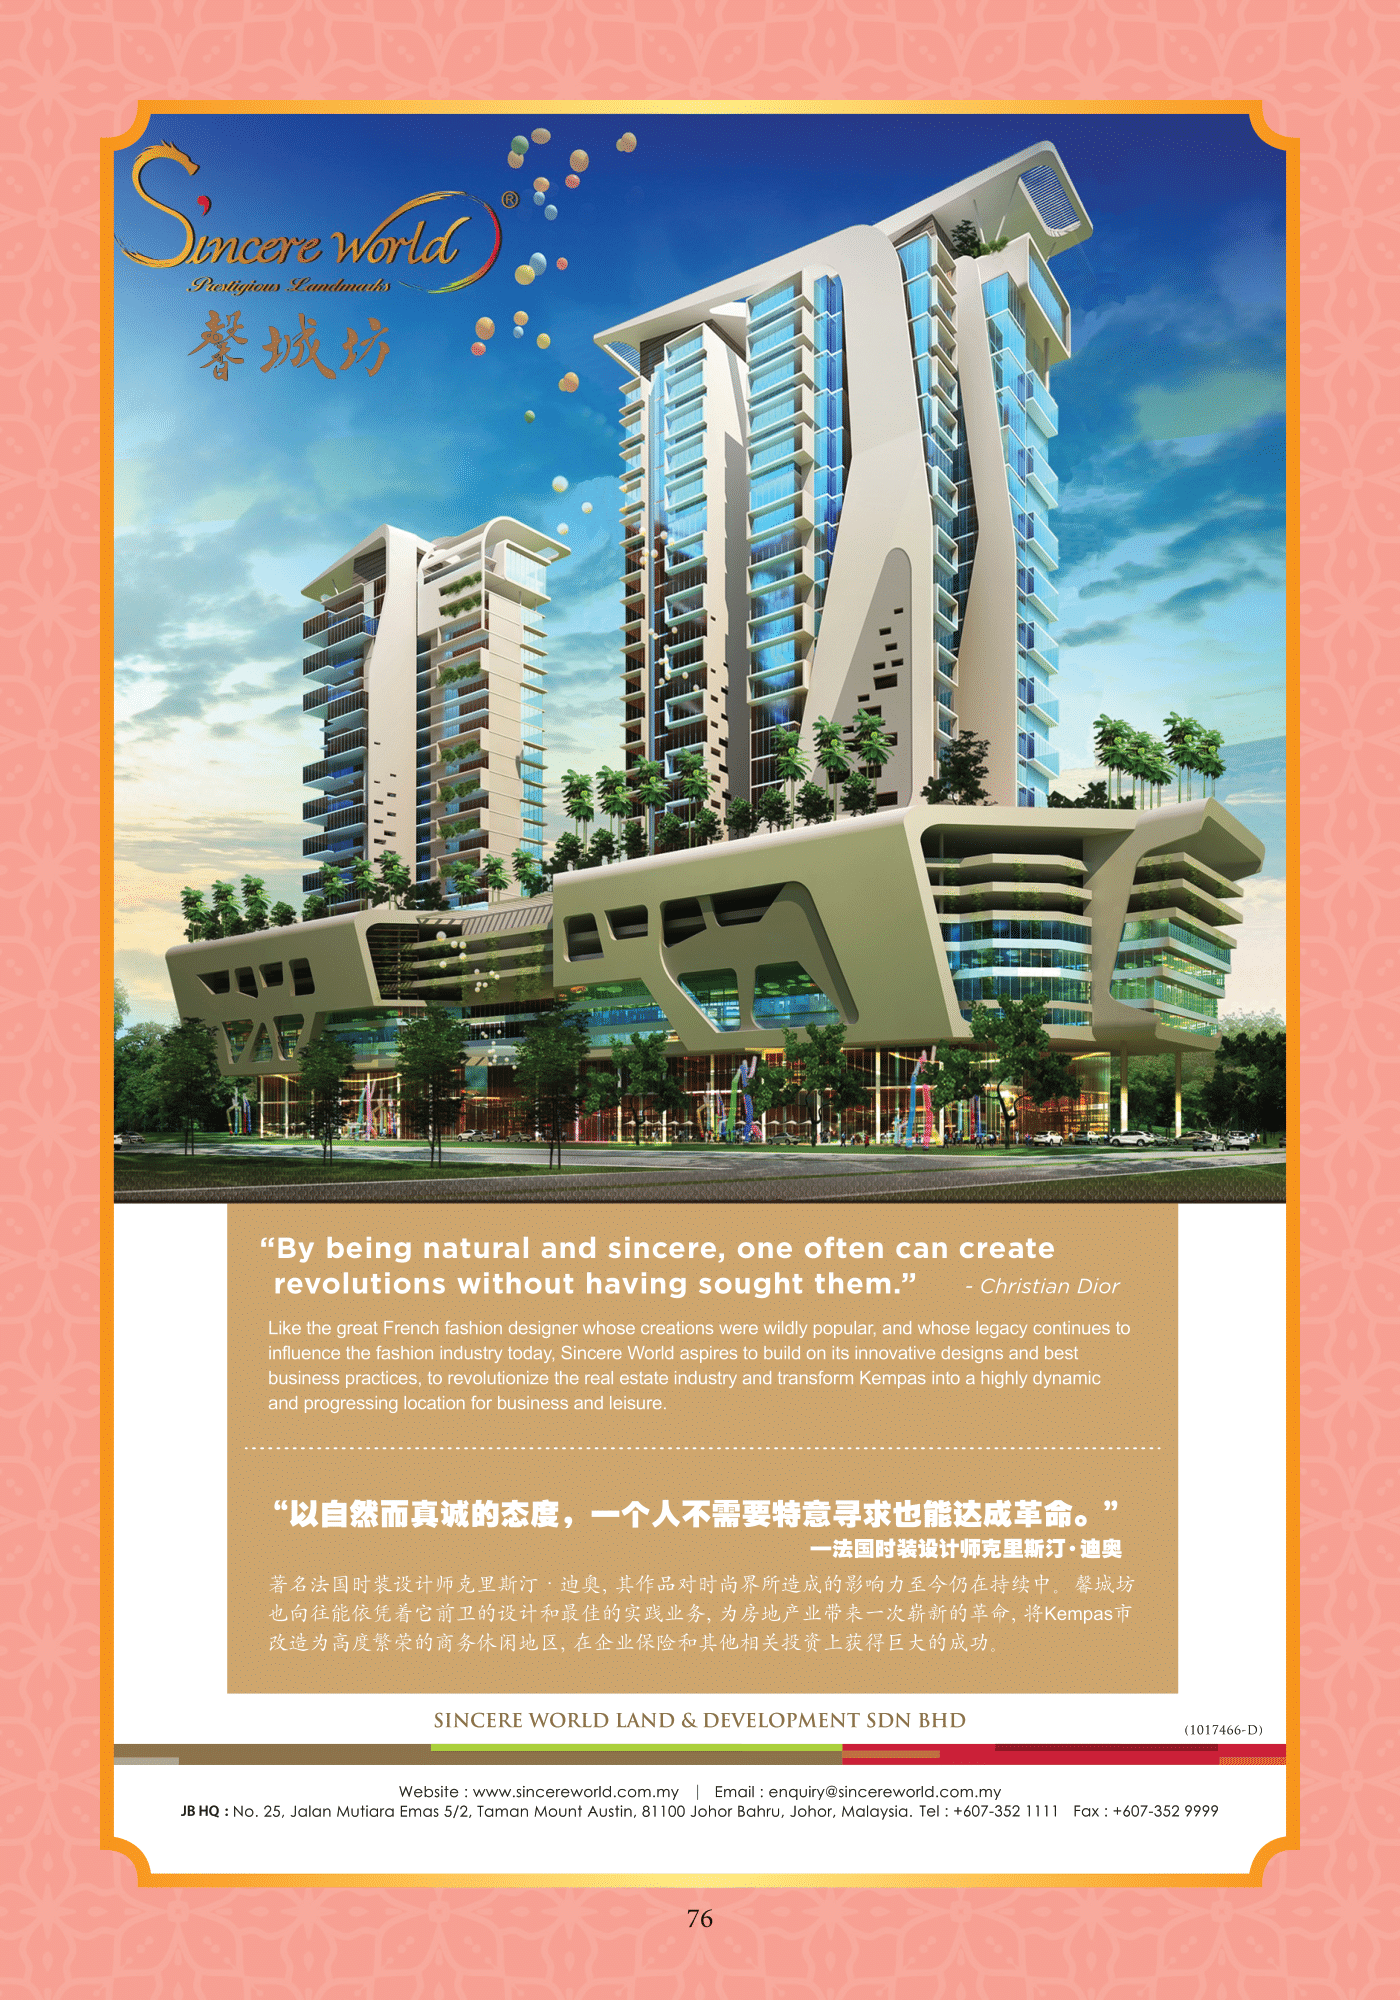 Sincere World ®
Prestigious Landmarks
馨城坊
“By being natural and sincere, one often can create
revolutions without having sought them.” - Christian Dior
Like the great French fashion designer whose creations were wildly popular, and whose legacy continues to
influence the fashion industry today, Sincere World aspires to build on its innovative designs and best
business practices, to revolutionize the real estate industry and transform Kempas into a highly dynamic
and progressing location for business and leisure.
“以自然而真诚的态度，一个人不需要特意寻求也能达成革命。”
—法国时装设计师克里斯汀·迪奥
著名法国时装设计师克里斯汀·迪奥，其作品对时尚界所造成的影响力至今仍在持续中。馨城坊
也向往能依凭着它前卫的设计和最佳的实践业务，为房地产业带来一次崭新的革命，将Kempas市
改造为高度繁荣的商务休闲地区，在企业保险和其他相关投资上获得巨大的成功。
SINCERE WORLD LAND & DEVELOPMENT SDN BHD
(1017466-D)
Website : www.sincereworld.com.my | Email : enquiry@sincereworld.com.my
JB HQ : No. 25, Jalan Mutiara Emas 5/2, Taman Mount Austin, 81100 Johor Bahru, Johor, Malaysia. Tel : +607-352 1111 Fax : +607-352 9999
76